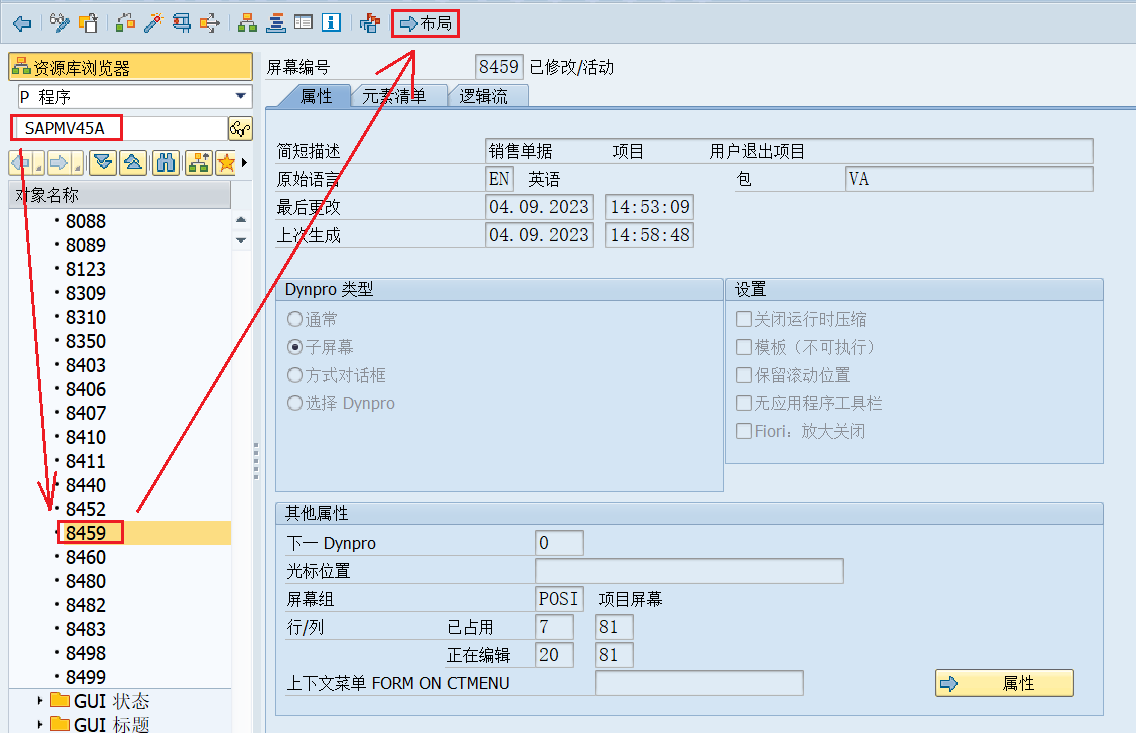 布局
资源库浏览器
P 程序
SAPMV45A
对象名称
8088
8089
8123
8309
8310
8350
8403
8406
8407
8410
8411
8440
8452
8459
8460
8480
8482
8483
8498
8499
GUI 状态
GUI 标题
屏幕编号 8459 已修改/活动
属性 元素清单 逻辑流
简短描述 销售单据 项目 用户退出项目
原始语言 EN 英语 包 VA
最后更改 04.09.2023 14:53:09
上次生成 04.09.2023 14:58:48
Dynpro 类型
通常
子屏幕
方式对话框
选择 Dynpro
设置
关闭运行时压缩
模板（不可执行）
保留滚动位置
无应用程序工具栏
Fiori：放大关闭
其他属性
下一 Dynpro 0
光标位置
屏幕组 POSI 项目屏幕
行/列 已占用 7 81
正在编辑 20 81
上下文菜单 FORM ON CTMENU
属性